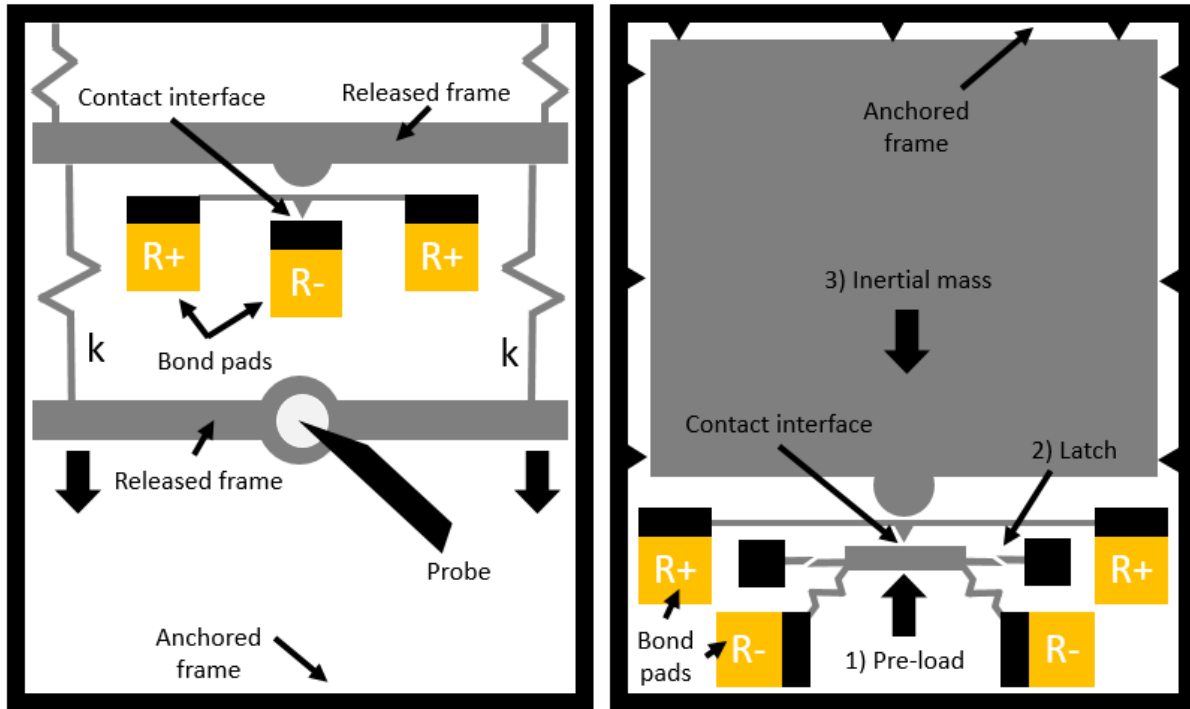 Contact interface
Released frame
R+
R-
R+
k
k
Bond pads
Released frame
Probe
Anchored
frame
Anchored
frame
3) Inertial mass
Contact interface
2) Latch
R+
R+
Bond
pads
R-
R-
1) Pre-load